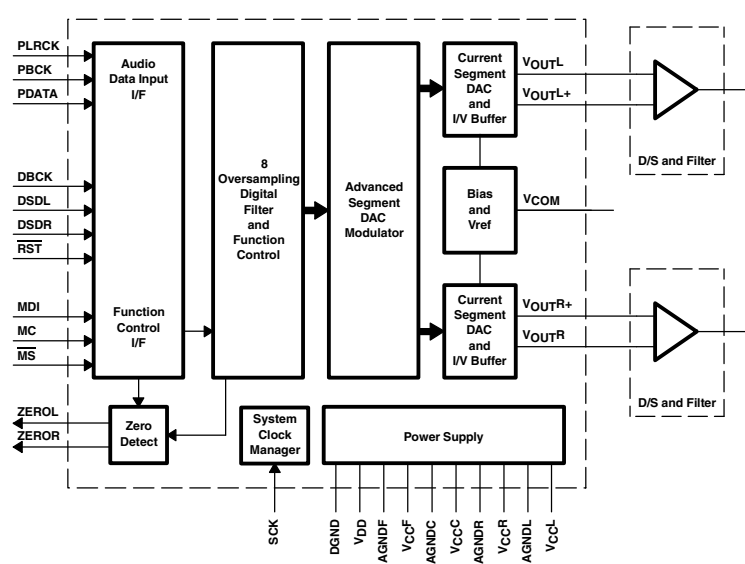 PLRCK
PBCK
PDATA
DBCK
DSDL
DSDR
RST
MDI
MC
MS
ZEROL
ZEROR
Audio
Data Input
I/F
Function
Control
I/F
8
Oversampling
Digital
Filter
and
Function
Control
Advanced
Segment
DAC
Modulator
Current
Segment
DAC
and
I/V Buffer
Bias
and
Vref
Current
Segment
DAC
and
I/V Buffer
VOUTL
VOUTL+
VCOM
VOUTR+
VOUTR
D/S and Filter
D/S and Filter
Zero
Detect
System
Clock
Manager
Power Supply
SCK
DGND
VDD
AGNDF
VCCF
AGNDC
VCCC
AGNDR
VCCR
AGNDL
VCCL